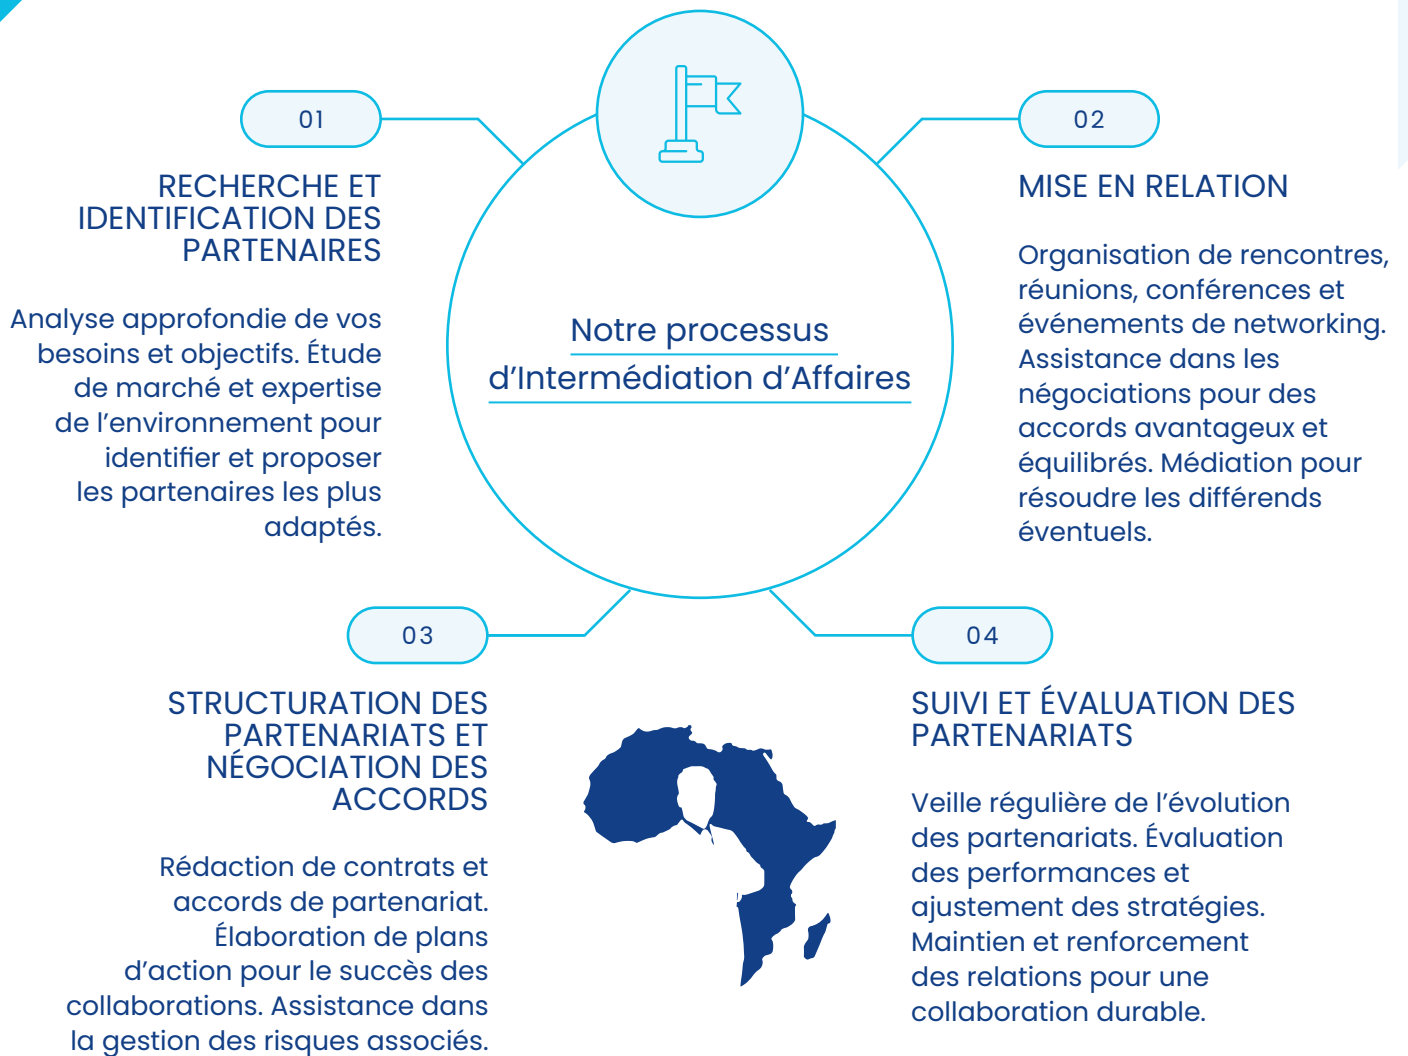 01
RECHERCHE ET
IDENTIFICATION DES
PARTENAIRES
Analyse approfondie de vos
besoins et objectifs. Étude
de marché et expertise
de l’environnement pour
identifier et proposer
les partenaires les plus
adaptés.
Notre processus
d’Intermédiation d’Affaires
02
MISE EN RELATION
Organisation de rencontres,
réunions, conférences et
événements de networking.
Assistance dans les
négociations pour des
accords avantageux et
équilibrés. Médiation pour
résoudre les différends
éventuels.
03
STRUCTURATION DES
PARTENARIATS ET
NÉGOCIATION DES
ACCORDS
Rédaction de contrats et
accords de partenariat.
Élaboration de plans
d’action pour le succès des
collaborations. Assistance dans
la gestion des risques associés.
04
SUIVI ET ÉVALUATION DES
PARTENARIATS
Veille régulière de l’évolution
des partenariats. Évaluation
des performances et
ajustement des stratégies.
Maintien et renforcement
des relations pour une
collaboration durable.